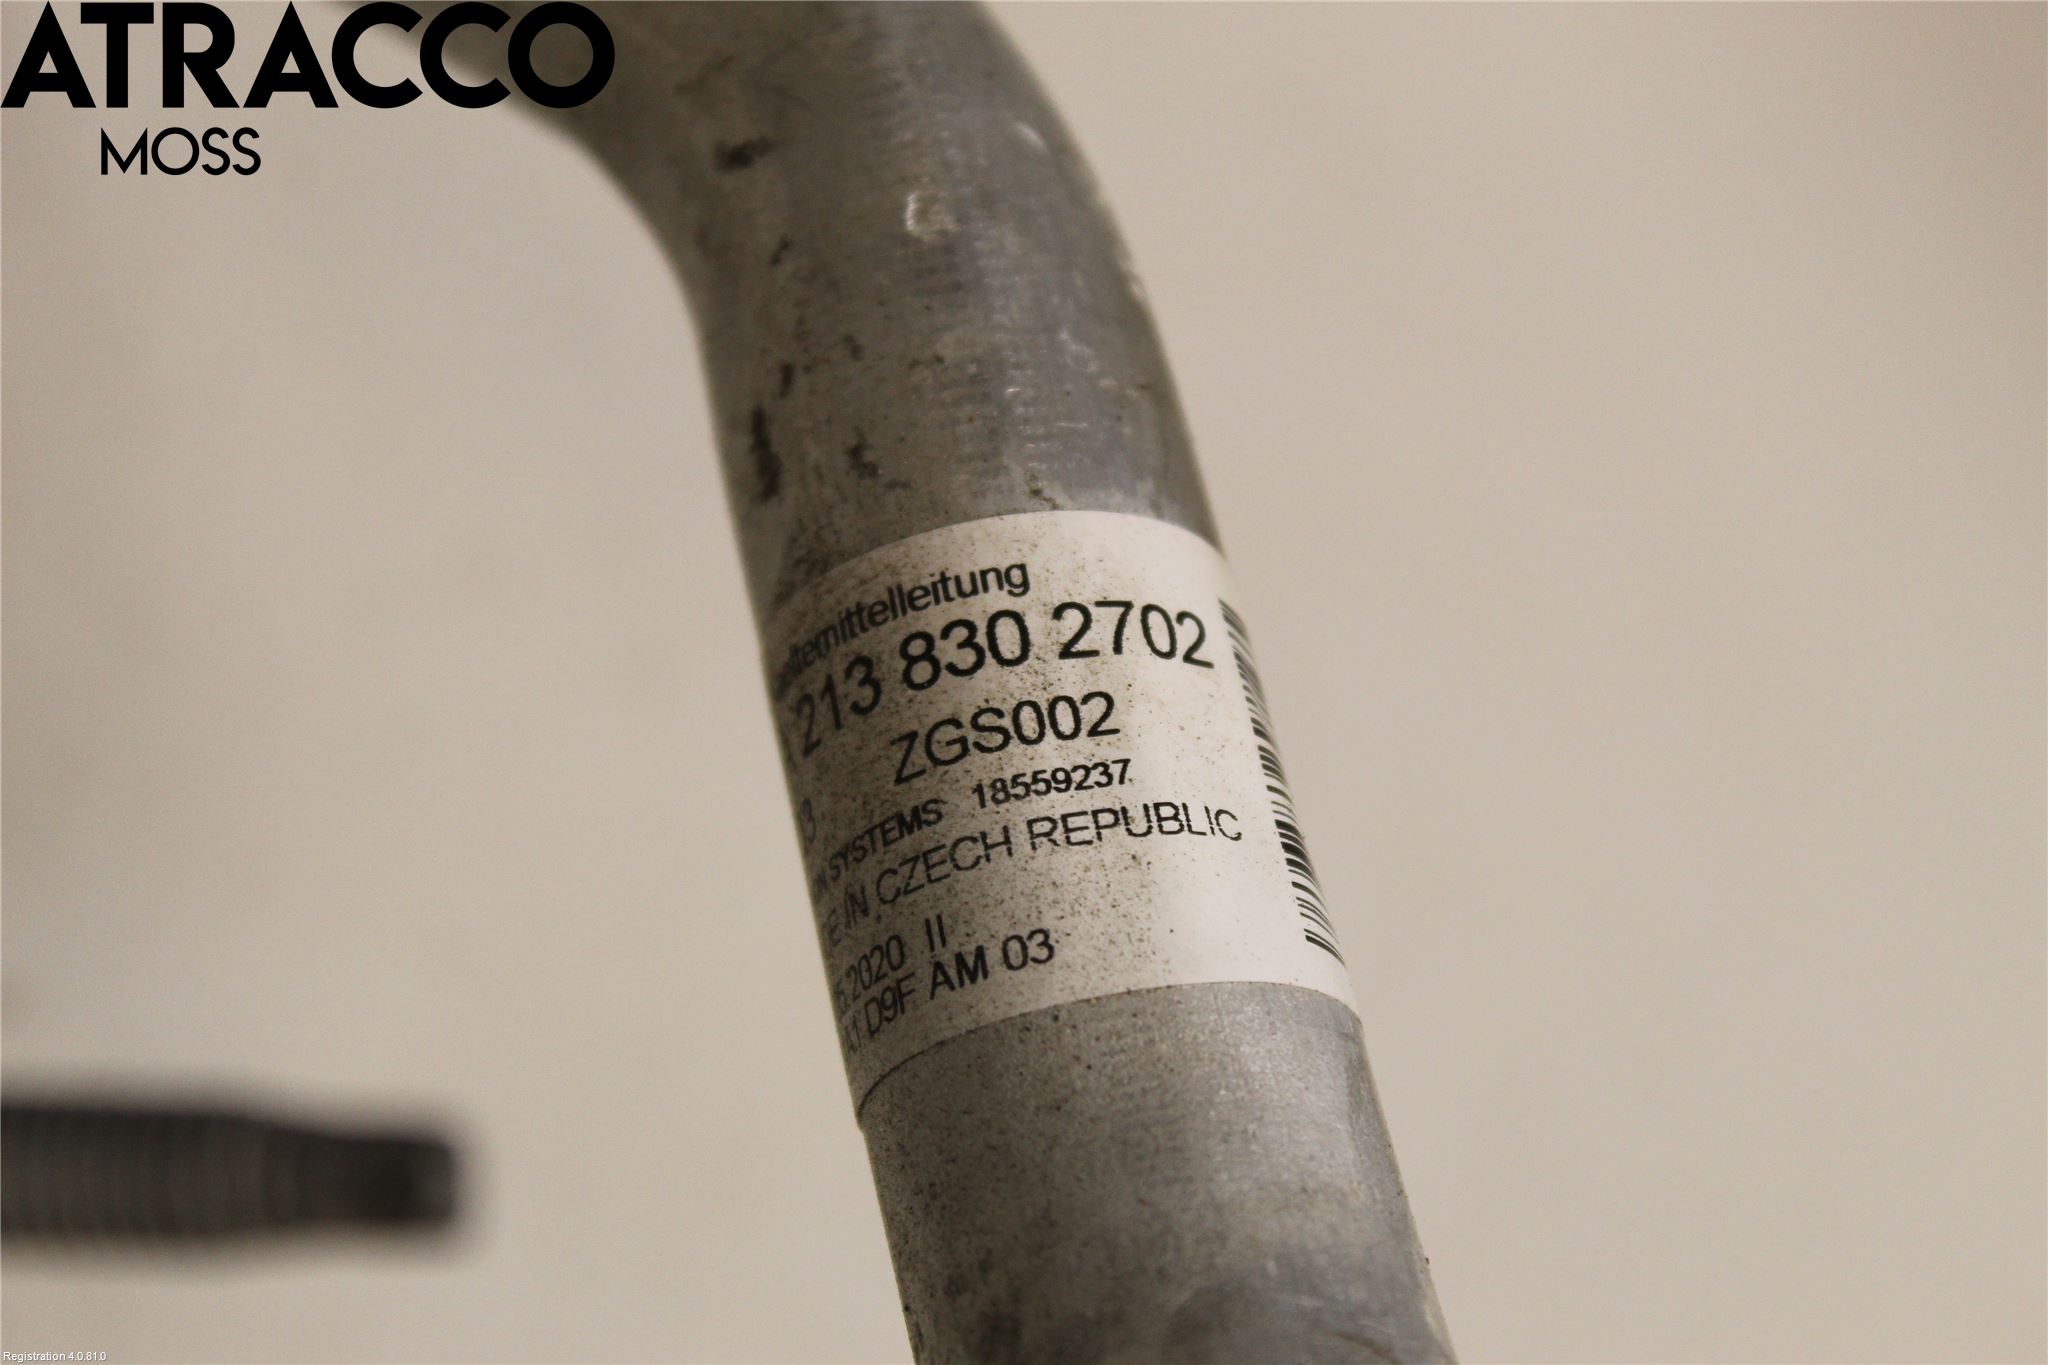 ATRACCO
MOSS
213 830 2702
ZGS002
SYSTEMS 18559237
IN CZECH REPUBLIC
2020 II
D9F AM 03
Registration 4.0.81.0